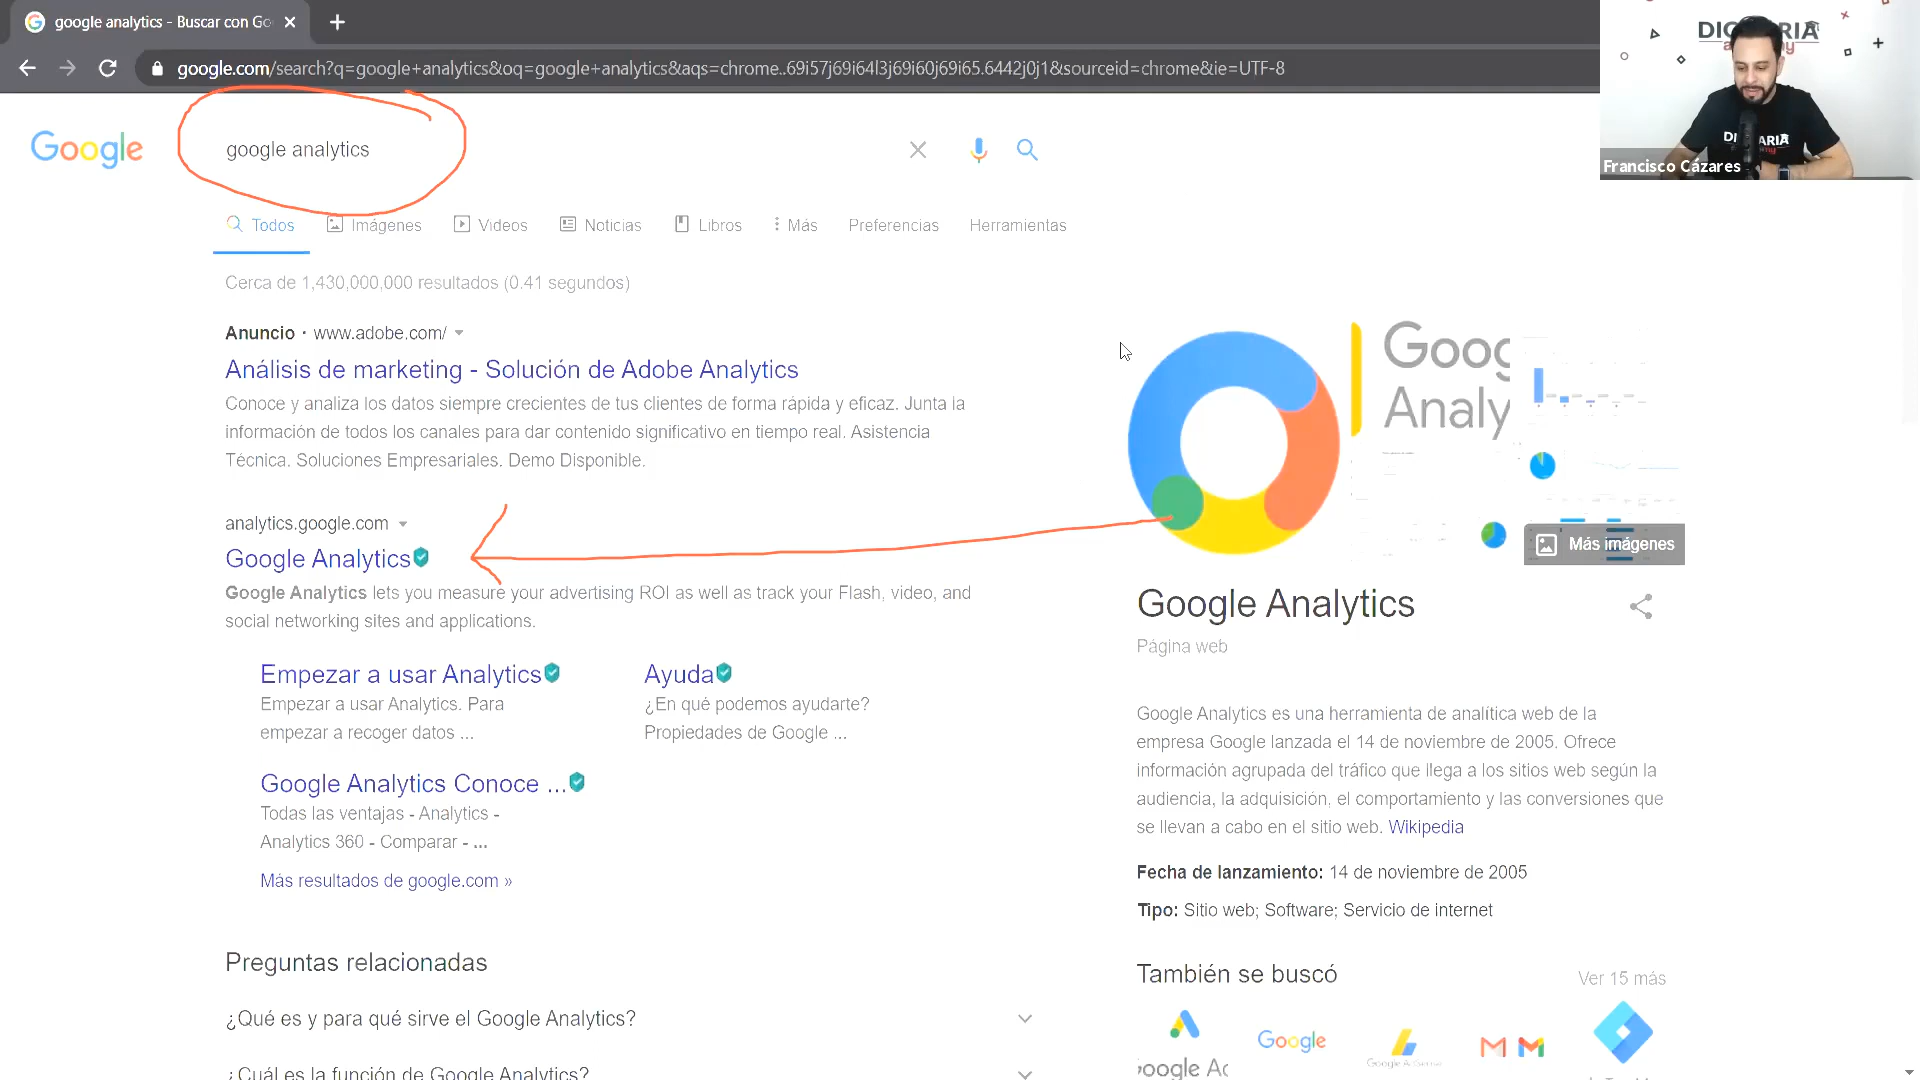 google analytics - Buscar con Go
google.com/search?q=google+analytics&oq=google+analytics&aqs=chrome..69i57j69i64l3j69i60j69i65.6442j0j1&sourceid=chrome&ie=UTF-8
Francisco Cázares
Google
google analytics
Todos
Imágenes
Videos
Noticias
Libros
Más
Preferencias
Herramientas
Cerca de 1,430,000,000 resultados (0.41 segundos)
Anuncio · www.adobe.com/
Análisis de marketing - Solución de Adobe Analytics
Conoce y analiza los datos siempre crecientes de tus clientes de forma rápida y eficaz. Junta la
información de todos los canales para dar contenido significativo en tiempo real. Asistencia
Técnica. Soluciones Empresariales. Demo Disponible.
analytics.google.com
Google Analytics
Google Analytics lets you measure your advertising ROI as well as track your Flash, video, and
social networking sites and applications.
Empezar a usar Analytics
Empezar a usar Analytics. Para
empezar a recoger datos ...
Ayuda
¿En qué podemos ayudarte?
Propiedades de Google ...
Google Analytics Conoce ...
Todas las ventajas - Analytics -
Analytics 360 - Comparar - ...
Más resultados de google.com »
Preguntas relacionadas
¿Qué es y para qué sirve el Google Analytics?
¿Cuál es la función de Google Analytics?
Goog
Analy
Más imágenes
Google Analytics
Página web
Google Analytics es una herramienta de analítica web de la
empresa Google lanzada el 14 de noviembre de 2005. Ofrece
información agrupada del tráfico que llega a los sitios web según la
audiencia, la adquisición, el comportamiento y las conversiones que
se llevan a cabo en el sitio web. Wikipedia
Fecha de lanzamiento: 14 de noviembre de 2005
Tipo: Sitio web; Software; Servicio de internet
También se buscó
Ver 15 más
Google